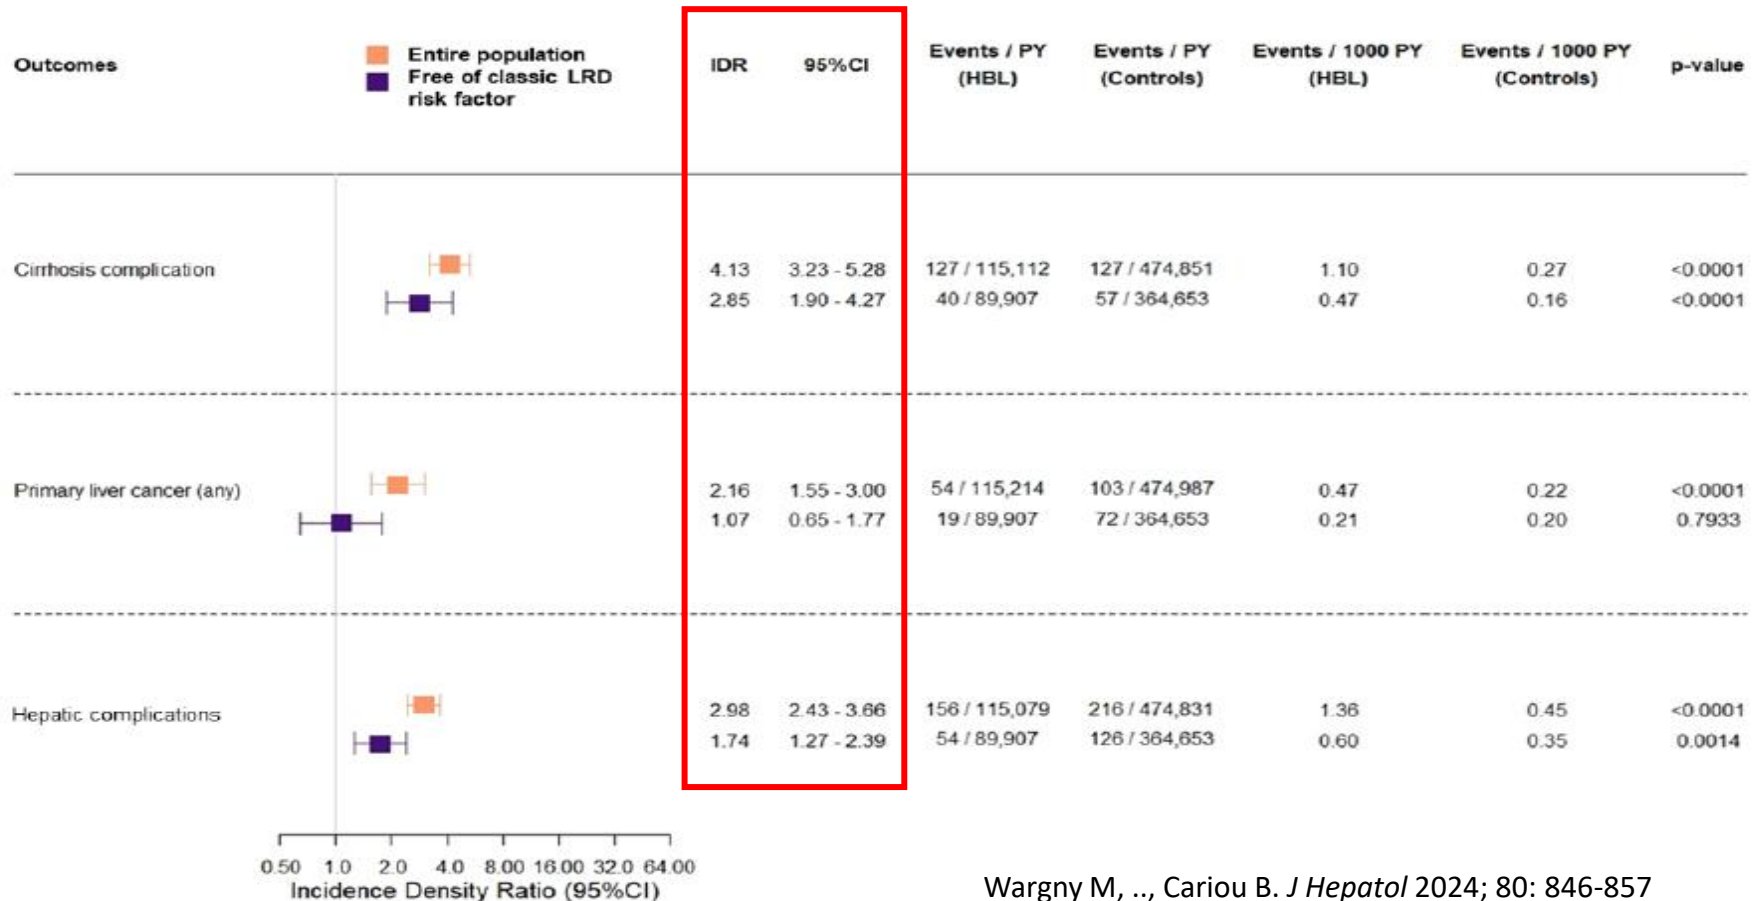 Outcomes
Entire population
Free of classic LRD
risk factor
IDR 95%CI Events / PY (HBL) Events / PY (Controls) Events / 1000 PY (HBL) Events / 1000 PY (Controls) p-value
Cirrhosis complication
4.13 3.23 - 5.28 127 / 115,112 127 / 474,851 1.10 0.27 <0.0001
2.85 1.90 - 4.27 40 / 89,907 57 / 364,653 0.47 0.16 <0.0001
Primary liver cancer (any)
2.16 1.55 - 3.00 54 / 115,214 103 / 474,987 0.47 0.22 <0.0001
1.07 0.65 - 1.77 19 / 89,907 72 / 364,653 0.21 0.20 0.7933
Hepatic complications
2.98 2.43 - 3.66 156 / 115,079 216 / 474,831 1.36 0.45 <0.0001
1.74 1.27 - 2.39 54 / 89,907 126 / 364,653 0.60 0.35 0.0014
0.50 1.0 2.0 4.0 8.00 16.00 32.0 64.00
Incidence Density Ratio (95%CI)
Wargny M, .., Cariou B. J Hepatol 2024; 80: 846-857